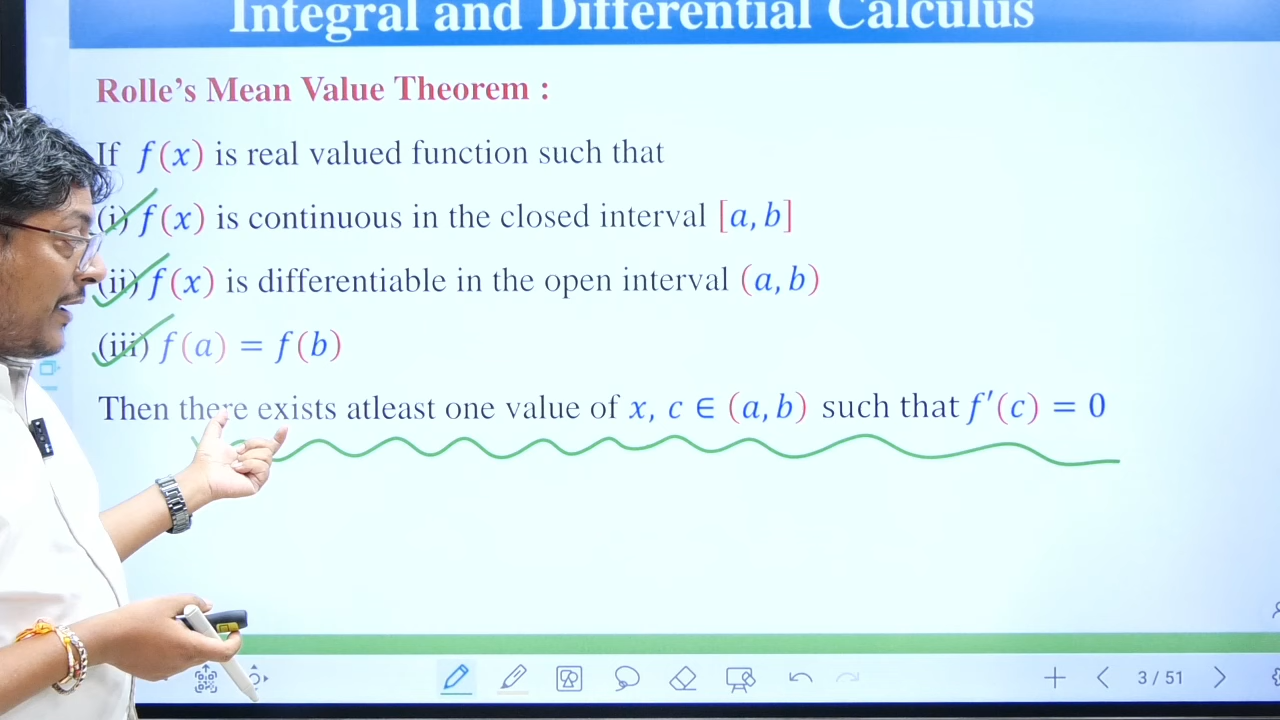 Integral and Differential Calculus
Rolle's Mean Value Theorem :
If f(x) is real valued function such that
(i) f(x) is continuous in the closed interval [a, b]
(ii) f(x) is differentiable in the open interval (a, b)
(iii) f(a) = f(b)
Then there exists atleast one value of x, c ∈ (a, b) such that f′(c) = 0
3 / 51